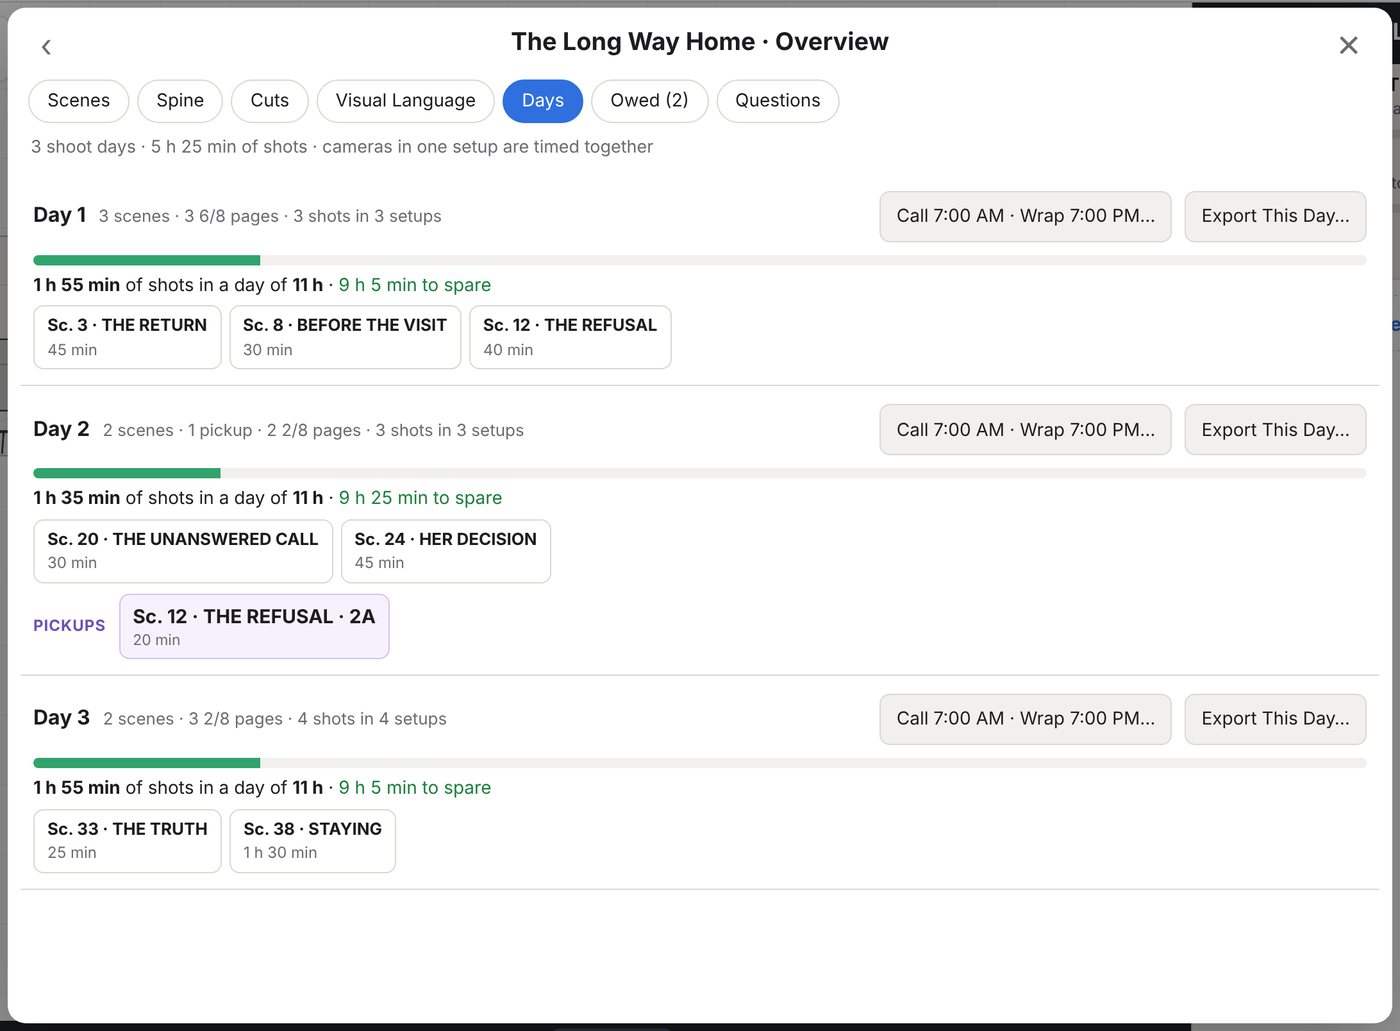 The Long Way Home · Overview
Scenes
Spine
Cuts
Visual Language
Days
Owed (2)
Questions
3 shoot days · 5 h 25 min of shots · cameras in one setup are timed together
Day 1 3 scenes · 3 6/8 pages · 3 shots in 3 setups
Call 7:00 AM · Wrap 7:00 PM...
Export This Day...
1 h 55 min of shots in a day of 11 h · 9 h 5 min to spare
Sc. 3 · THE RETURN
45 min
Sc. 8 · BEFORE THE VISIT
30 min
Sc. 12 · THE REFUSAL
40 min
Day 2 2 scenes · 1 pickup · 2 2/8 pages · 3 shots in 3 setups
Call 7:00 AM · Wrap 7:00 PM...
Export This Day...
1 h 35 min of shots in a day of 11 h · 9 h 25 min to spare
Sc. 20 · THE UNANSWERED CALL
30 min
Sc. 24 · HER DECISION
45 min
PICKUPS
Sc. 12 · THE REFUSAL · 2A
20 min
Day 3 2 scenes · 3 2/8 pages · 4 shots in 4 setups
Call 7:00 AM · Wrap 7:00 PM...
Export This Day...
1 h 55 min of shots in a day of 11 h · 9 h 5 min to spare
Sc. 33 · THE TRUTH
25 min
Sc. 38 · STAYING
1 h 30 min